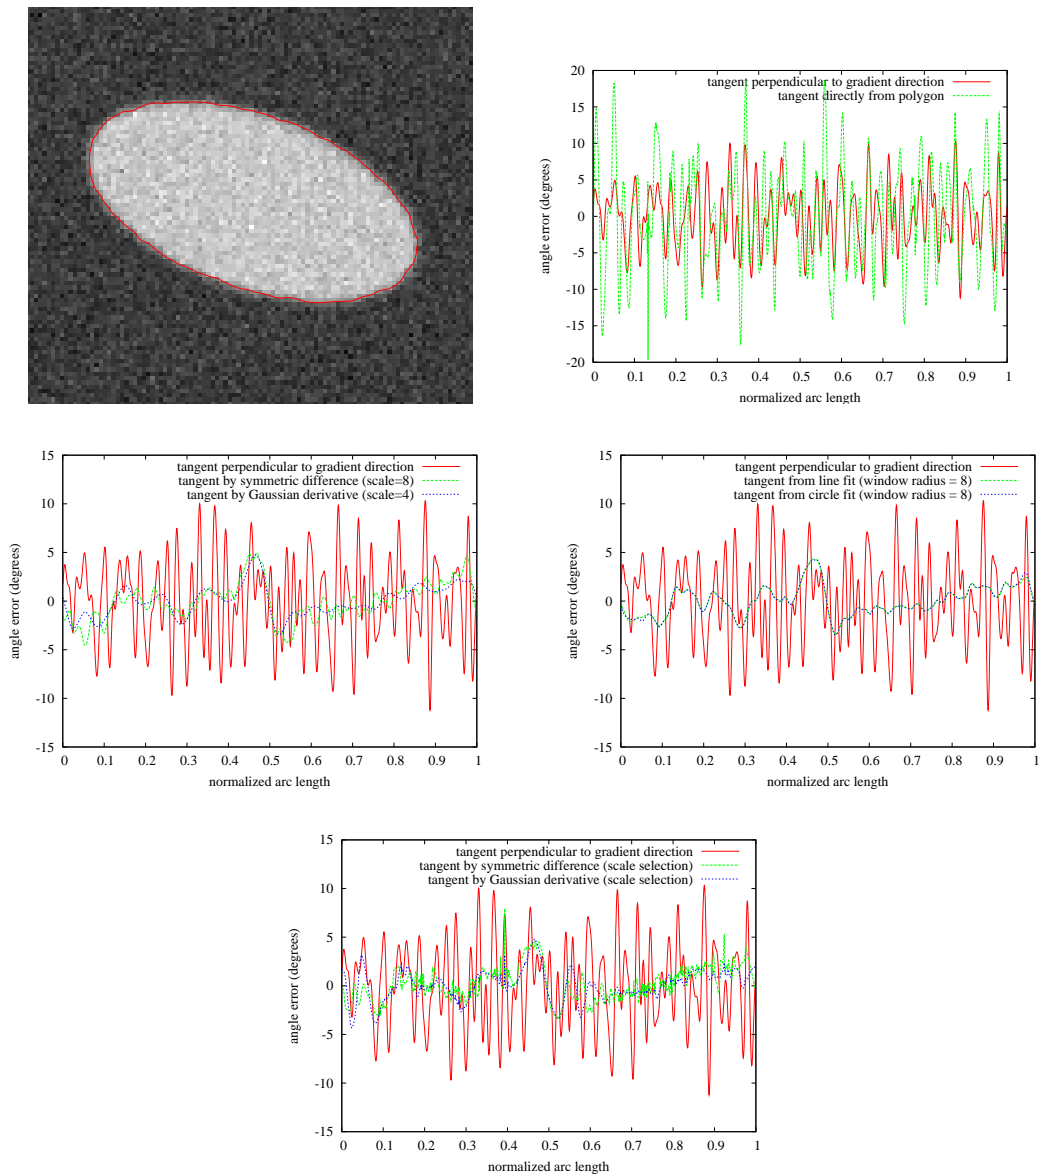 tangent perpendicular to gradient direction
tangent directly from polygon
20
15
10
5
0
-5
-10
-15
-20
angle error (degrees)
0 0.1 0.2 0.3 0.4 0.5 0.6 0.7 0.8 0.9 1
normalized arc length
tangent perpendicular to gradient direction
tangent by symmetric difference (scale=8)
tangent by Gaussian derivative (scale=4)
15
10
5
0
-5
-10
-15
angle error (degrees)
0 0.1 0.2 0.3 0.4 0.5 0.6 0.7 0.8 0.9 1
normalized arc length
tangent perpendicular to gradient direction
tangent from line fit (window radius = 8)
tangent from circle fit (window radius = 8)
15
10
5
0
-5
-10
-15
angle error (degrees)
0 0.1 0.2 0.3 0.4 0.5 0.6 0.7 0.8 0.9 1
normalized arc length
tangent perpendicular to gradient direction
tangent by symmetric difference (scale selection)
tangent by Gaussian derivative (scale selection)
15
10
5
0
-5
-10
-15
angle error (degrees)
0 0.1 0.2 0.3 0.4 0.5 0.6 0.7 0.8 0.9 1
normalized arc length